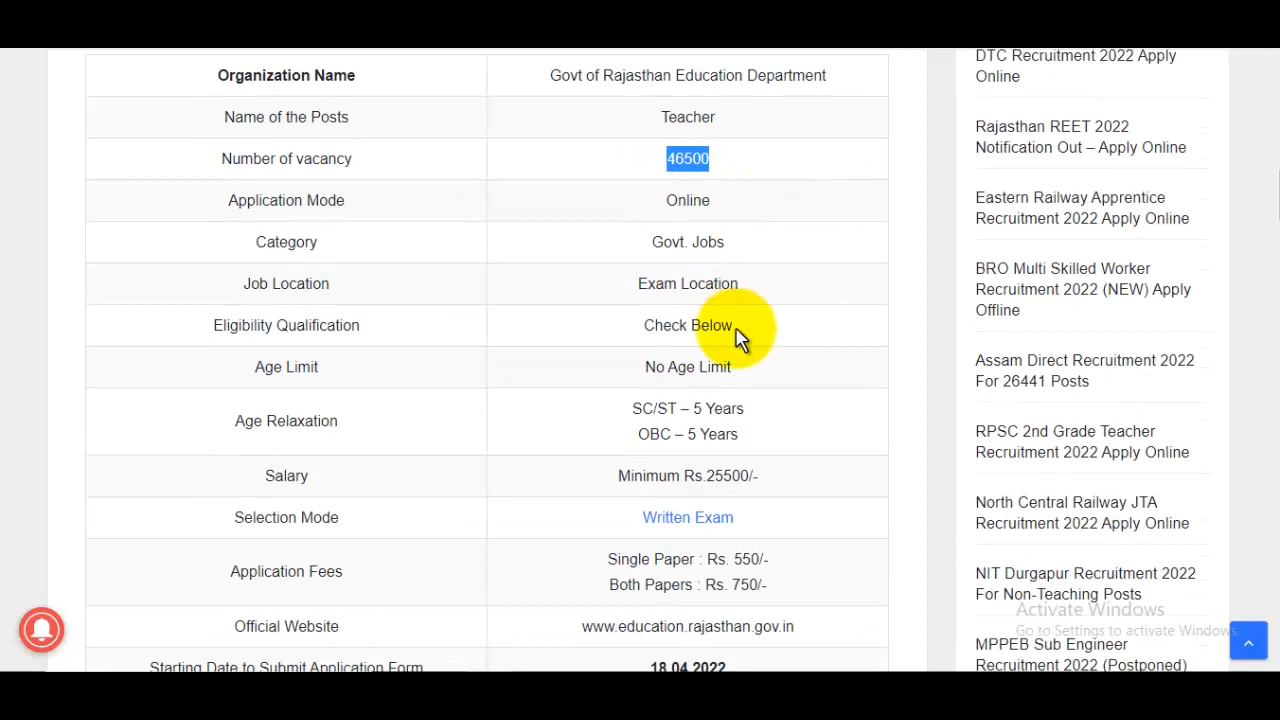 Organization Name
Govt of Rajasthan Education Department
Name of the Posts
Teacher
Number of vacancy
46500
Application Mode
Online
Category
Govt. Jobs
Job Location
Exam Location
Eligibility Qualification
Check Below
Age Limit
No Age Limit
Age Relaxation
SC/ST – 5 Years
OBC – 5 Years
Salary
Minimum Rs.25500/-
Selection Mode
Written Exam
Application Fees
Single Paper : Rs. 550/-
Both Papers : Rs. 750/-
Official Website
www.education.rajasthan.gov.in
Starting Date to Submit Application Form
18.04.2022
DTC Recruitment 2022 Apply
Online
Rajasthan REET 2022
Notification Out – Apply Online
Eastern Railway Apprentice
Recruitment 2022 Apply Online
BRO Multi Skilled Worker
Recruitment 2022 (NEW) Apply
Offline
Assam Direct Recruitment 2022
For 26441 Posts
RPSC 2nd Grade Teacher
Recruitment 2022 Apply Online
North Central Railway JTA
Recruitment 2022 Apply Online
NIT Durgapur Recruitment 2022
For Non-Teaching Posts
Activate Windows
Go to Settings to activate Windows.
MPPEB Sub Engineer
Recruitment 2022 (Postponed)